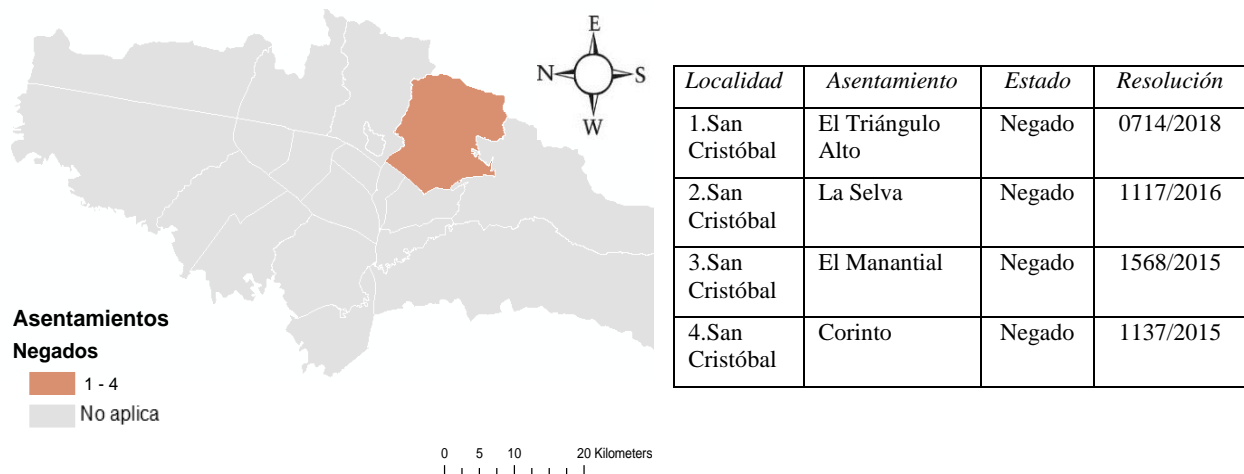 E
N
S
W
Asentamientos
Negados
1 - 4
No aplica
0 5 10 20 Kilometers
Localidad Asentamiento Estado Resolución
1.San Cristóbal El Triángulo Alto Negado 0714/2018
2.San Cristóbal La Selva Negado 1117/2016
3.San Cristóbal El Manantial Negado 1568/2015
4.San Cristóbal Corinto Negado 1137/2015